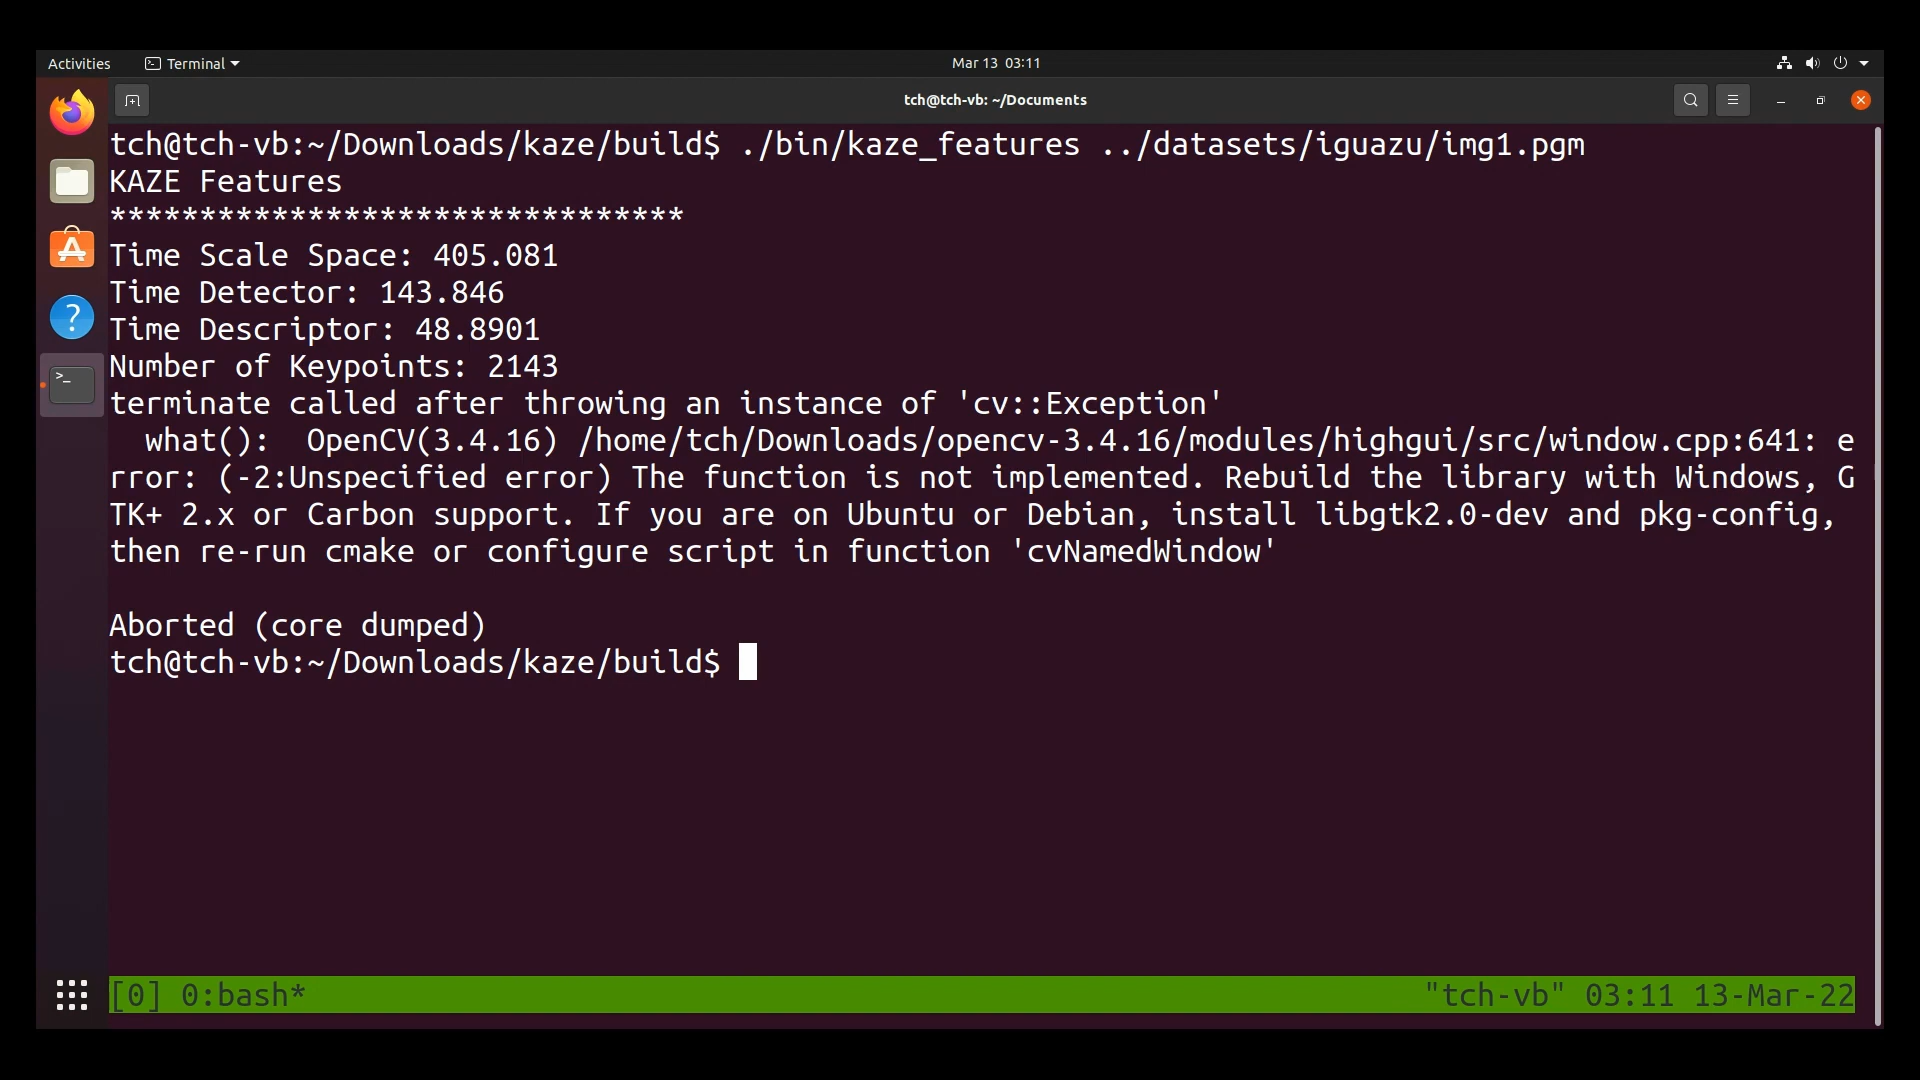 Activities Terminal Mar 13 03:11
tch@tch-vb: ~/Documents
tch@tch-vb:~/Downloads/kaze/build$ ./bin/kaze_features ../datasets/iguazu/img1.pgm
KAZE Features
********************************
Time Scale Space: 405.081
Time Detector: 143.846
Time Descriptor: 48.8901
Number of Keypoints: 2143
terminate called after throwing an instance of 'cv::Exception'
  what():  OpenCV(3.4.16) /home/tch/Downloads/opencv-3.4.16/modules/highgui/src/window.cpp:641: e
rror: (-2:Unspecified error) The function is not implemented. Rebuild the library with Windows, G
TK+ 2.x or Carbon support. If you are on Ubuntu or Debian, install libgtk2.0-dev and pkg-config,
then re-run cmake or configure script in function 'cvNamedWindow'
Aborted (core dumped)
tch@tch-vb:~/Downloads/kaze/build$
[0] 0:bash* "tch-vb" 03:11 13-Mar-22